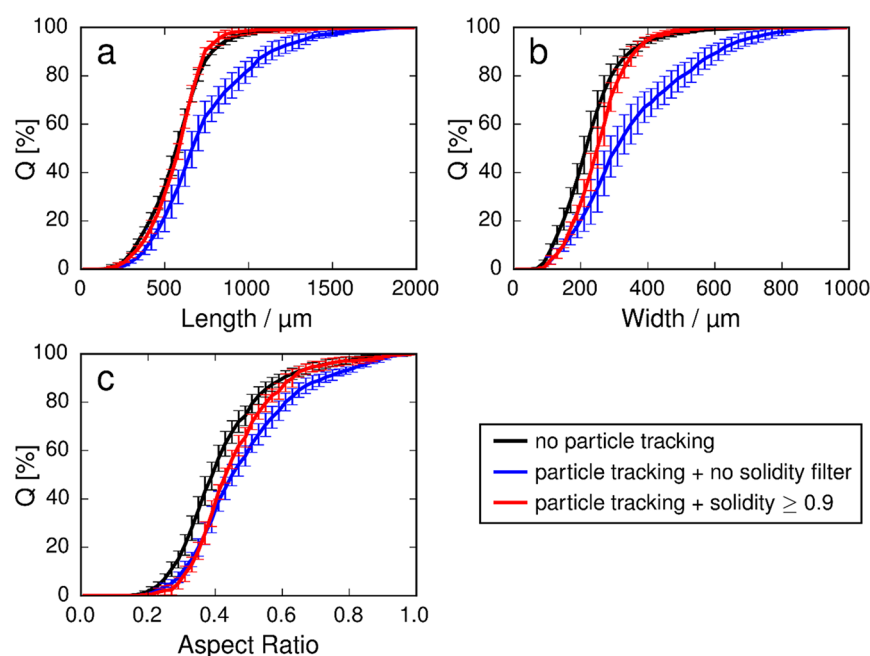 a
100
80
60
40
20
0
Q [%]
0 500 1000 1500 2000
Length / μm
b
100
80
60
40
20
0
Q [%]
0 200 400 600 800 1000
Width / μm
c
100
80
60
40
20
0
Q [%]
0.0 0.2 0.4 0.6 0.8 1.0
Aspect Ratio
no particle tracking
particle tracking + no solidity filter
particle tracking + solidity ≥ 0.9